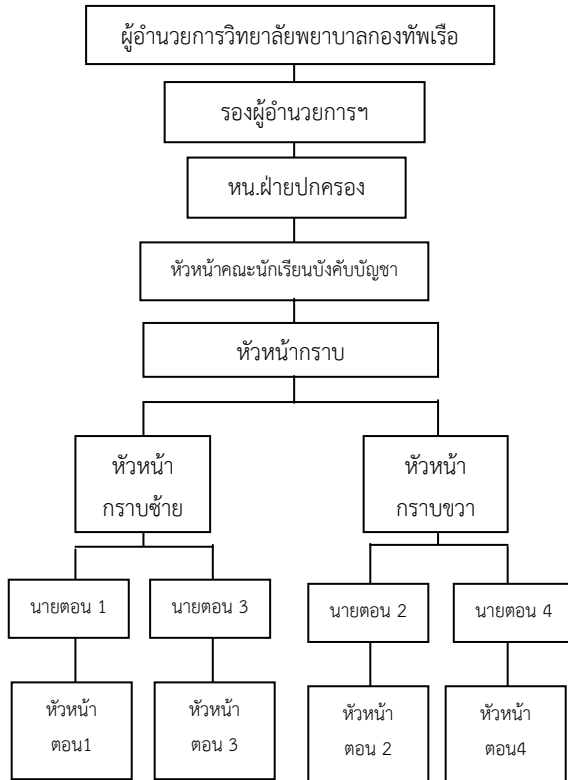 ผู้อำนวยการวิทยาลัยพยาบาลกองทัพเรือ
รองผู้อำนวยการฯ
หน.ฝ่ายปกครอง
หัวหน้าคณะนักเรียนบังคับบัญชา
หัวหน้ากราบ
หัวหน้า
กราบซ้าย
หัวหน้า
กราบขวา
นายตอน 1
นายตอน 3
นายตอน 2
นายตอน 4
หัวหน้า
ตอน1
หัวหน้า
ตอน 3
หัวหน้า
ตอน 2
หัวหน้า
ตอน4